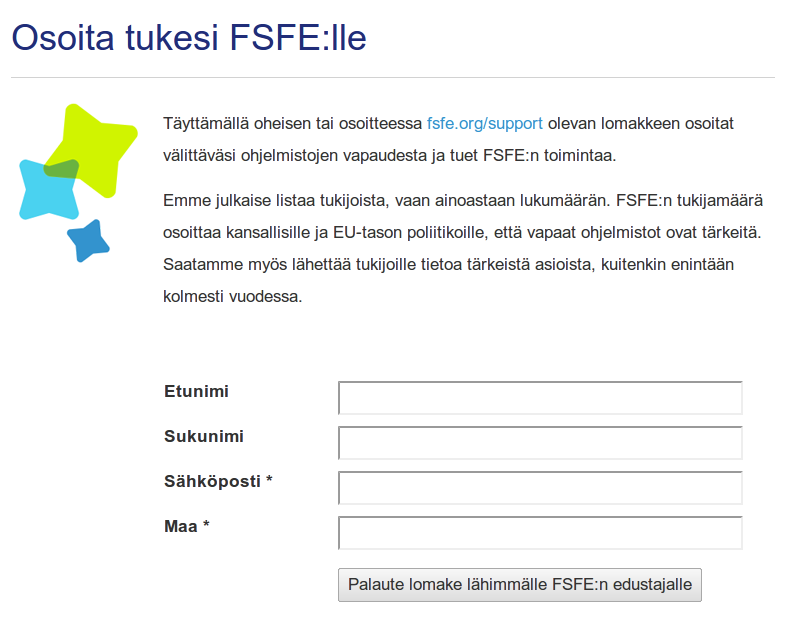 Osoita tukesi FSFE:lle
Täyttämällä oheisen tai osoitteessa fsfe.org/support olevan lomakkeen osoitat
välittäväsi ohjelmistojen vapaudesta ja tuet FSFE:n toimintaa.
Emme julkaise listaa tukijoista, vaan ainoastaan lukumäärän. FSFE:n tukijamäärä
osoittaa kansallisille ja EU-tason poliitikoille, että vapaat ohjelmistot ovat tärkeitä.
Saatamme myös lähettää tukijoille tietoa tärkeistä asioista, kuitenkin enintään
kolmesti vuodessa.
Etunimi
Sukunimi
Sähköposti *
Maa *
Palaute lomake lähimmälle FSFE:n edustajalle